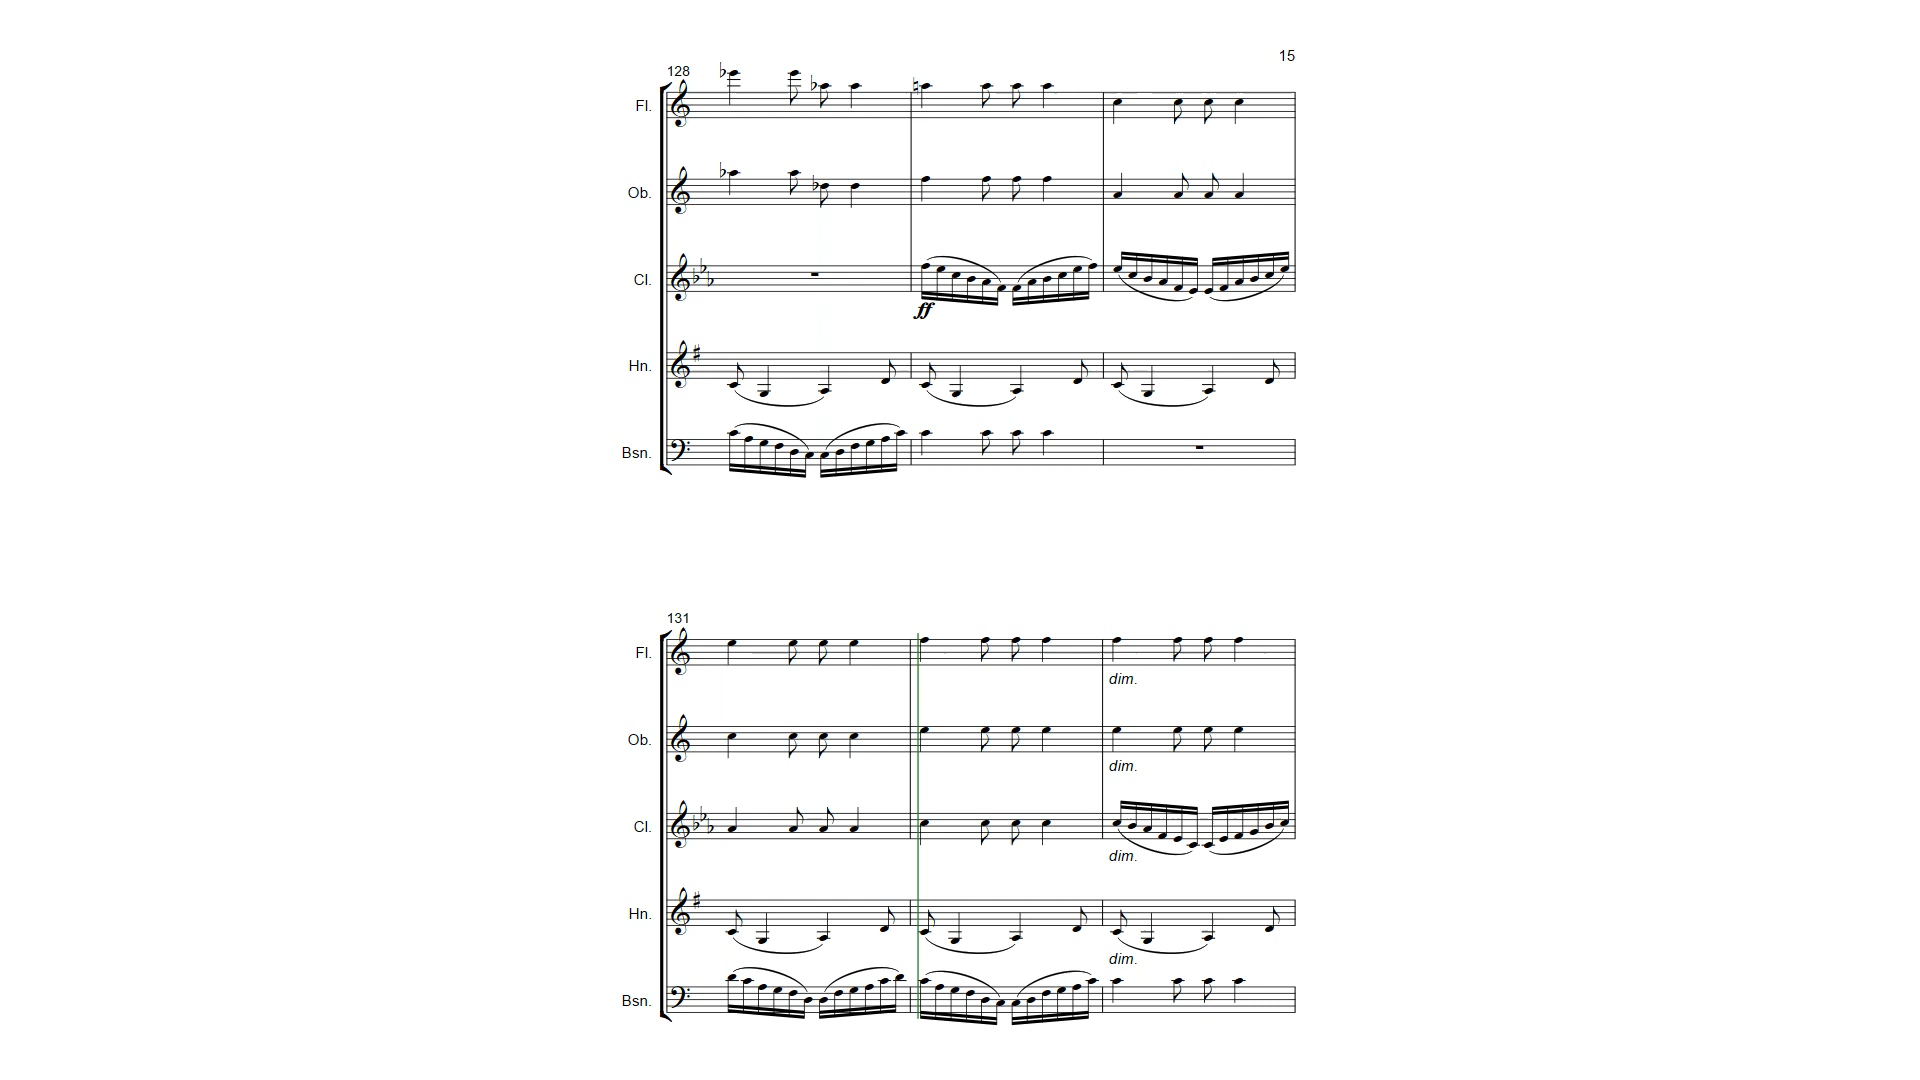 15
128
Fl.
Ob.
Cl.
ff
Hn.
Bsn.
131
Fl.
dim.
Ob.
dim.
Cl.
dim.
Hn.
dim.
Bsn.